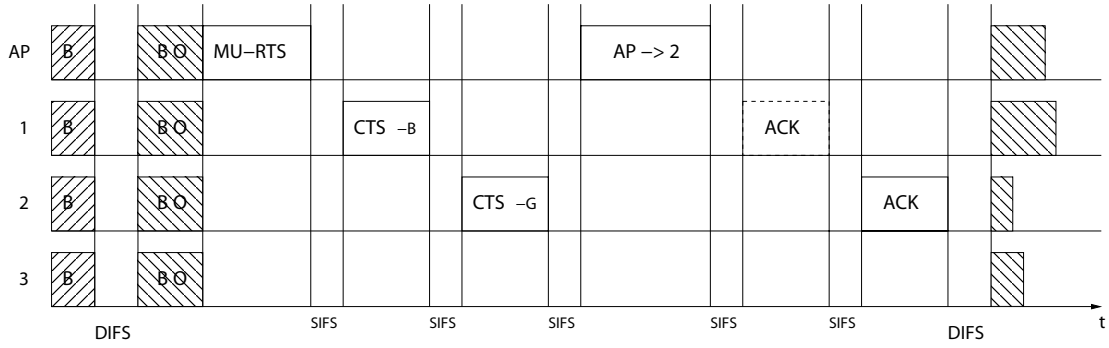 AP B B O MU–RTS AP –> 2
1 B B O CTS –B ACK
2 B B O CTS –G ACK
3 B B O
DIFS SIFS SIFS SIFS SIFS SIFS DIFS t